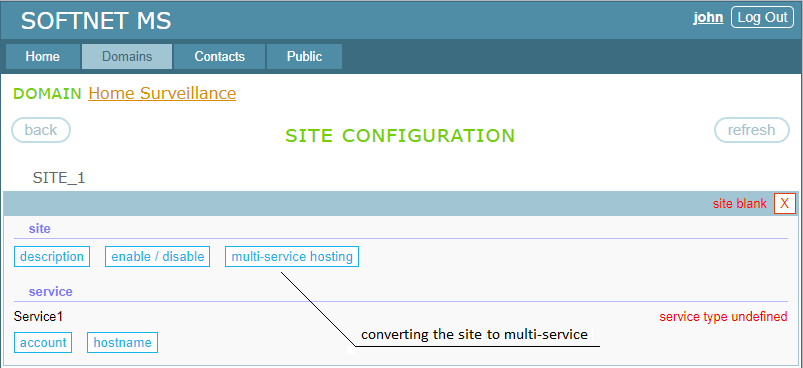 SOFTNET MS
john Log Out
Home Domains Contacts Public
DOMAIN Home Surveillance
back SITE CONFIGURATION refresh
SITE_1
site blank X
site
description enable / disable multi-service hosting
service
Service1 service type undefined
converting the site to multi-service
account hostname